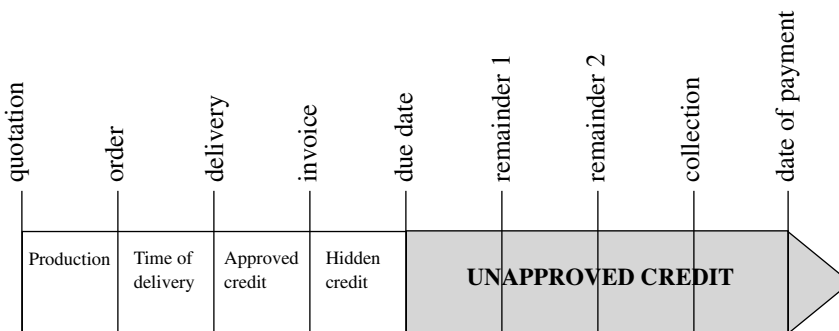 quotation
order
delivery
invoice
due date
remainder 1
remainder 2
collection
date of payment
Production
Time of
delivery
Approved
credit
Hidden
credit
UNAPPROVED CREDIT